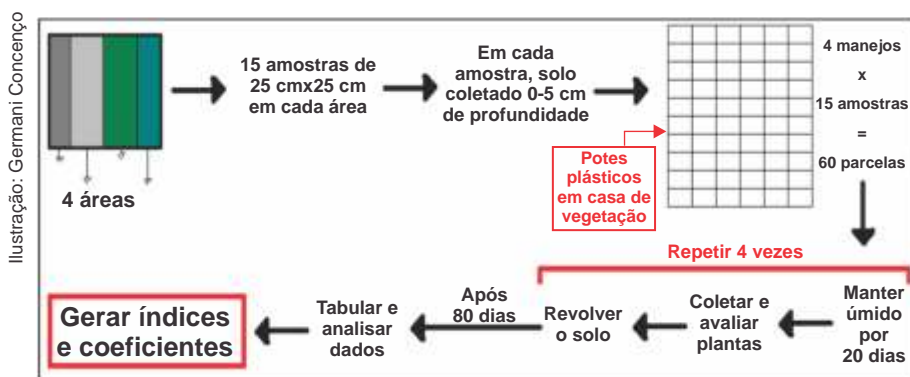 Ilustração: Germani Concenço
4 áreas
15 amostras de
25 cmx25 cm
em cada área
Em cada
amostra, solo
coletado 0-5 cm
de profundidade
Potes
plásticos
em casa de
vegetação
4 manejos
x
15 amostras
=
60 parcelas
Repetir 4 vezes
Manter
úmido
por
20 dias
Coletar e
avaliar
plantas
Revolver
o solo
Após
80 dias
Tabular e
analisar
dados
Gerar índices
e coeficientes